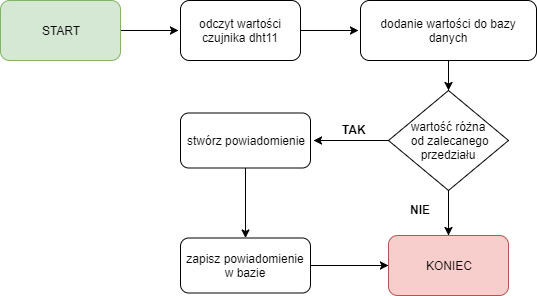 START
odczyt wartości
czujnika dht11
dodanie wartości do bazy
danych
wartość różna
od zalecanego
przedziału
TAK
stwórz powiadomienie
NIE
zapisz powiadomienie
w bazie
KONIEC